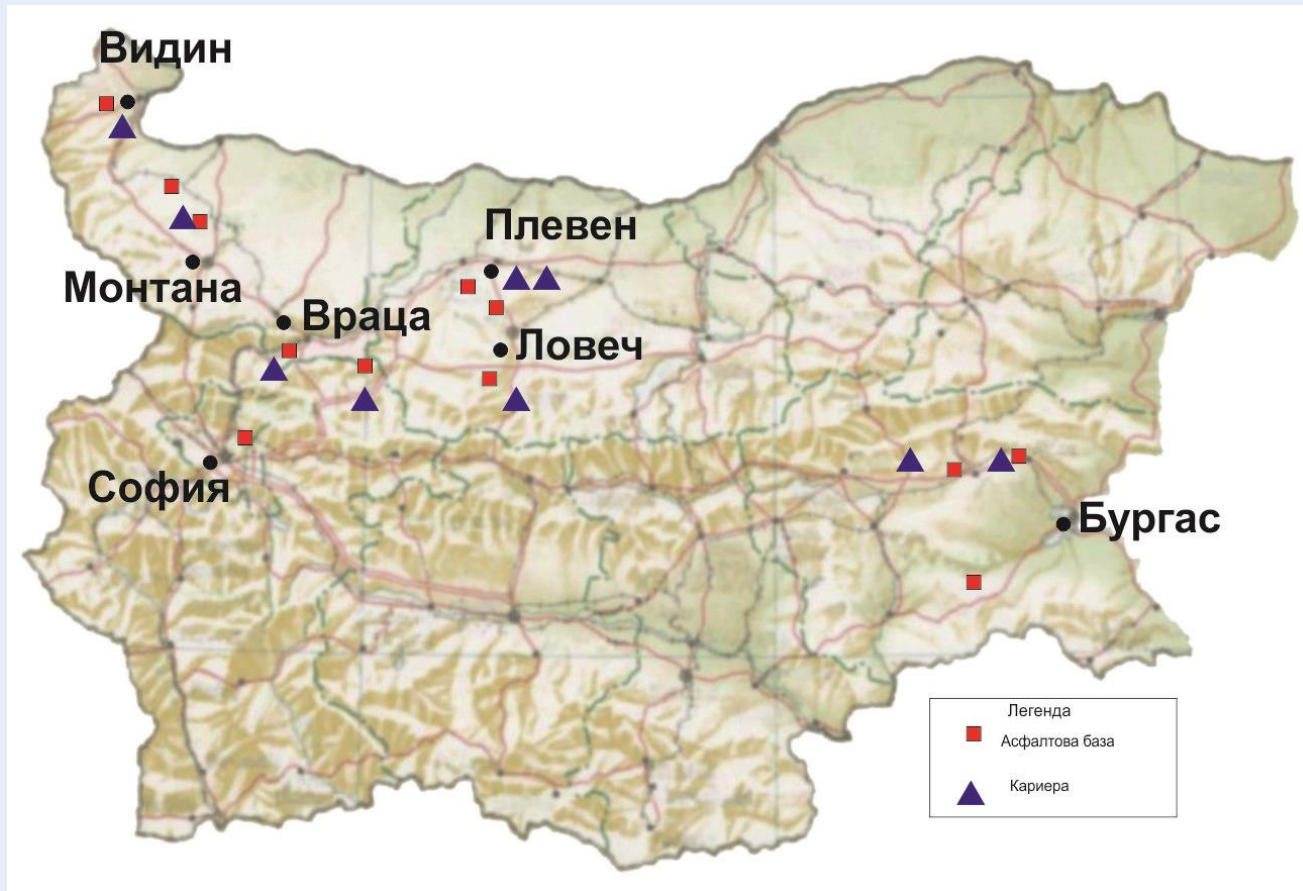 Видин
Плевен
Монтана
Враца
Ловеч
София
Бургас
Легенда
Асфалтова база
Кариера